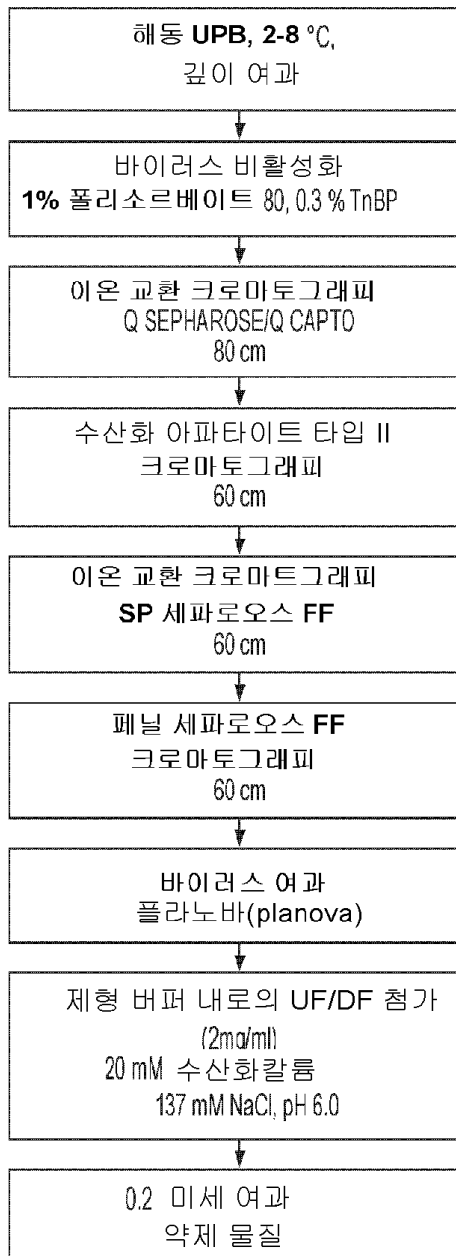 해동 UPB, 2-8 °C,
깊이 여과
바이러스 비활성화
1% 폴리소르베이트 80, 0.3 % TnBP
이온 교환 크로마토그래피
Q SEPHAROSE/Q CAPTO
80 cm
수산화 아파타이트 타입 II
크로마토그래피
60 cm
이온 교환 크로마트그래피
SP 세파로오스 FF
60 cm
페닐 세파로오스 FF
크로마토그래피
60 cm
바이러스 여과
플라노바(planova)
제형 버퍼 내로의 UF/DF 첨가
(2mg/ml)
20 mM 수산화칼륨
137 mM NaCl, pH 6.0
0.2 미세 여과
약제 물질